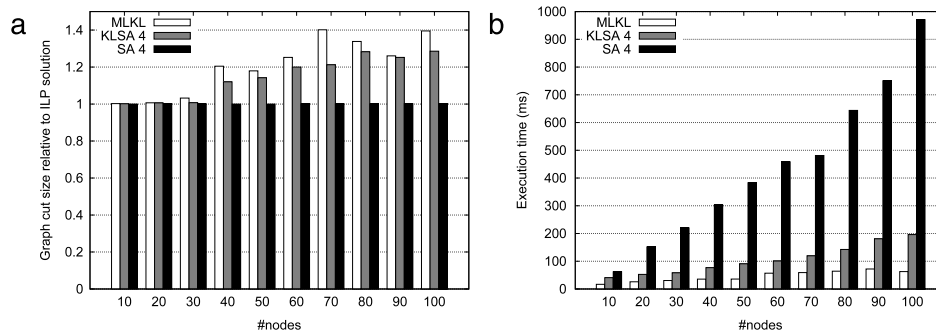 a
Graph cut size relative to ILP solution
1.4
1.2
1
0.8
0.6
0.4
0.2
0
MLKL
KLSA 4
SA 4
10 20 30 40 50 60 70 80 90 100
#nodes
b
Execution time (ms)
1000
900
800
700
600
500
400
300
200
100
0
MLKL
KLSA 4
SA 4
10 20 30 40 50 60 70 80 90 100
#nodes